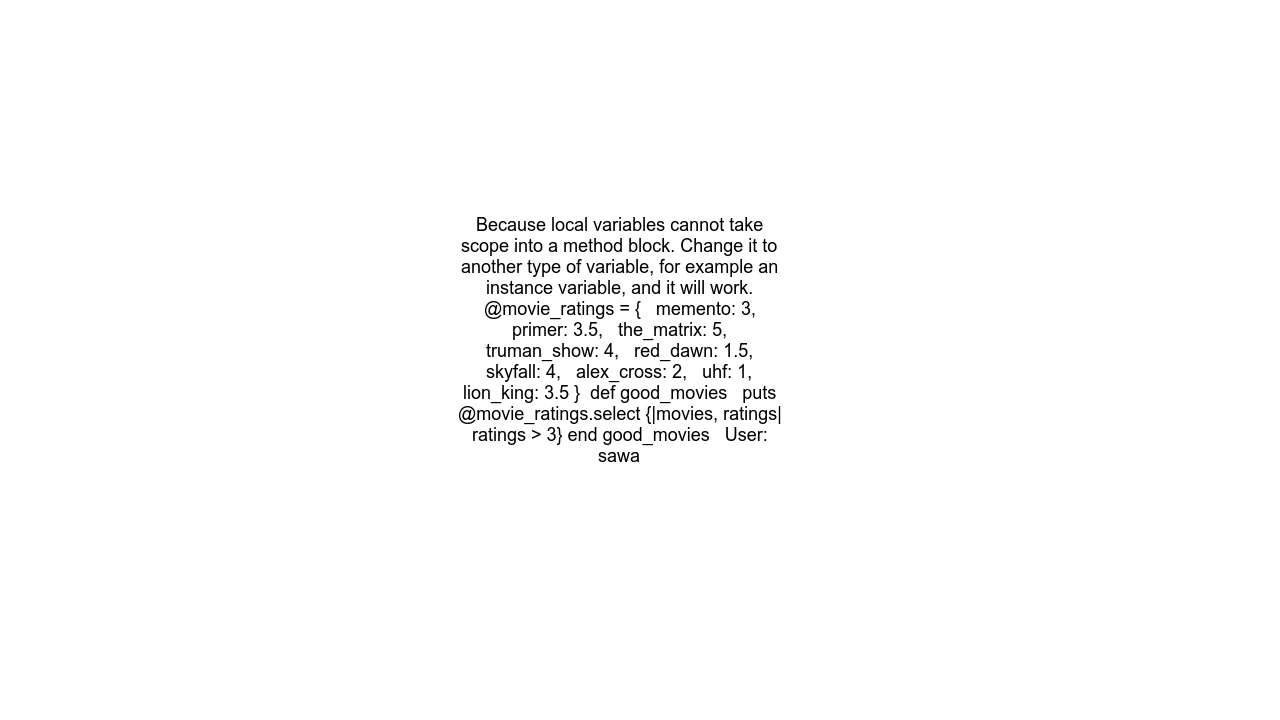 Because local variables cannot take
scope into a method block. Change it to
another type of variable, for example an
instance variable, and it will work.
@movie_ratings = {   memento: 3,
primer: 3.5,   the_matrix: 5,
truman_show: 4,   red_dawn: 1.5,
skyfall: 4,   alex_cross: 2,   uhf: 1,
lion_king: 3.5 }  def good_movies   puts
@movie_ratings.select {|movies, ratings|
ratings > 3} end good_movies   User:
sawa